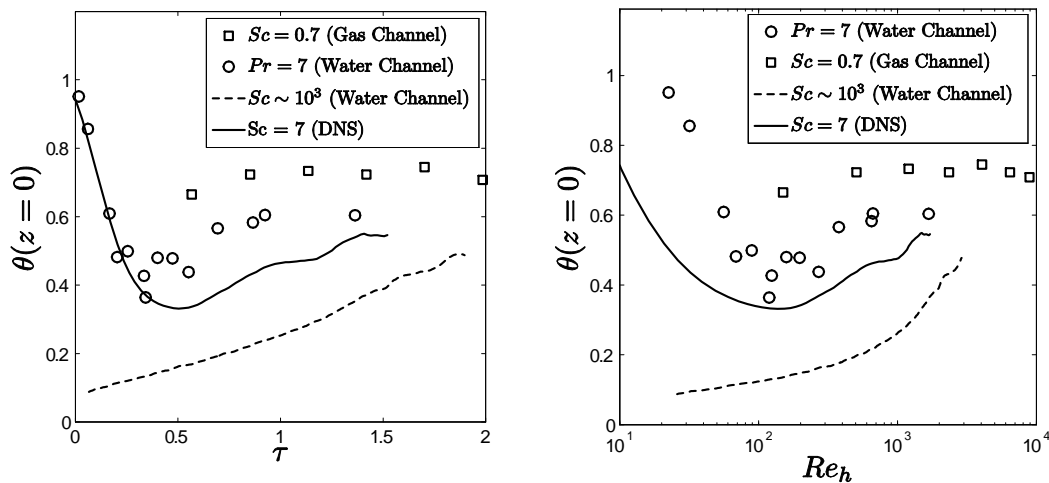 Sc = 0.7 (Gas Channel)
Pr = 7 (Water Channel)
Sc ∼ 10³ (Water Channel)
Sc = 7 (DNS)
θ(z = 0)
1
0.8
0.6
0.4
0.2
0
0
0.5
1
1.5
2
τ
Pr = 7 (Water Channel)
Sc = 0.7 (Gas Channel)
Sc ∼ 10³ (Water Channel)
Sc = 7 (DNS)
θ(z = 0)
1
0.8
0.6
0.4
0.2
0
10¹
10²
10³
10⁴
Reₕ